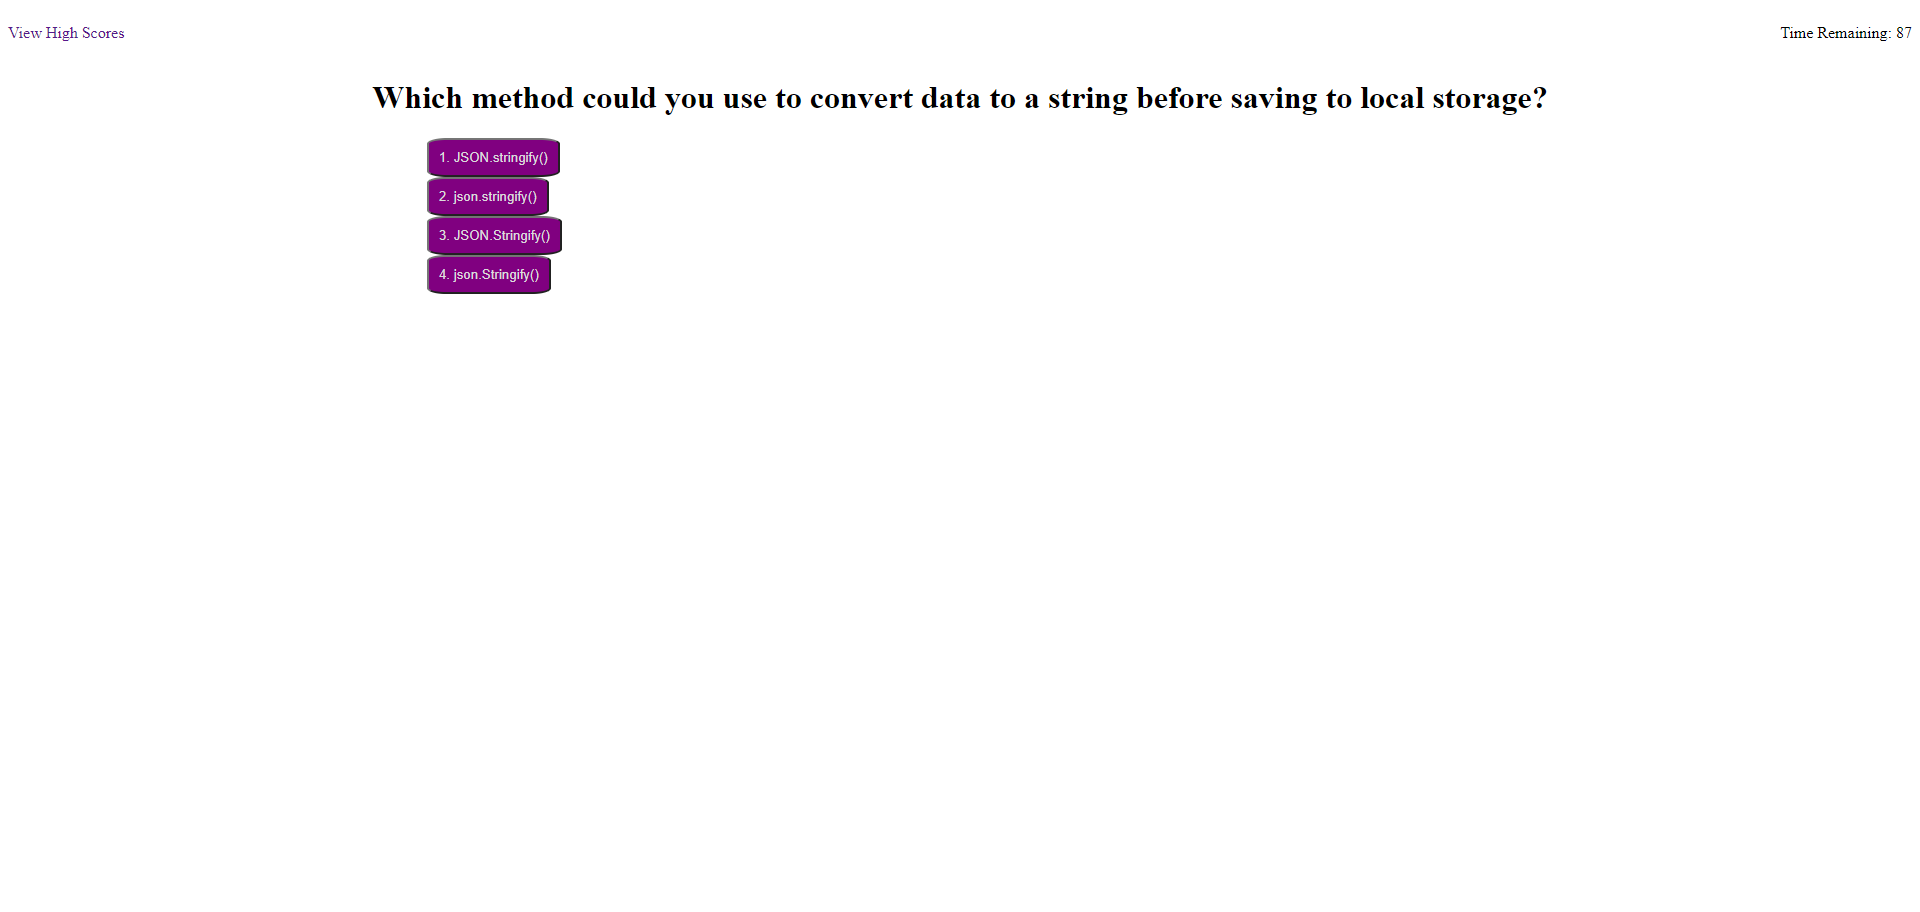 View High Scores
Time Remaining: 87
Which method could you use to convert data to a string before saving to local storage?
1. JSON.stringify()
2. json.stringify()
3. JSON.Stringify()
4. json.Stringify()